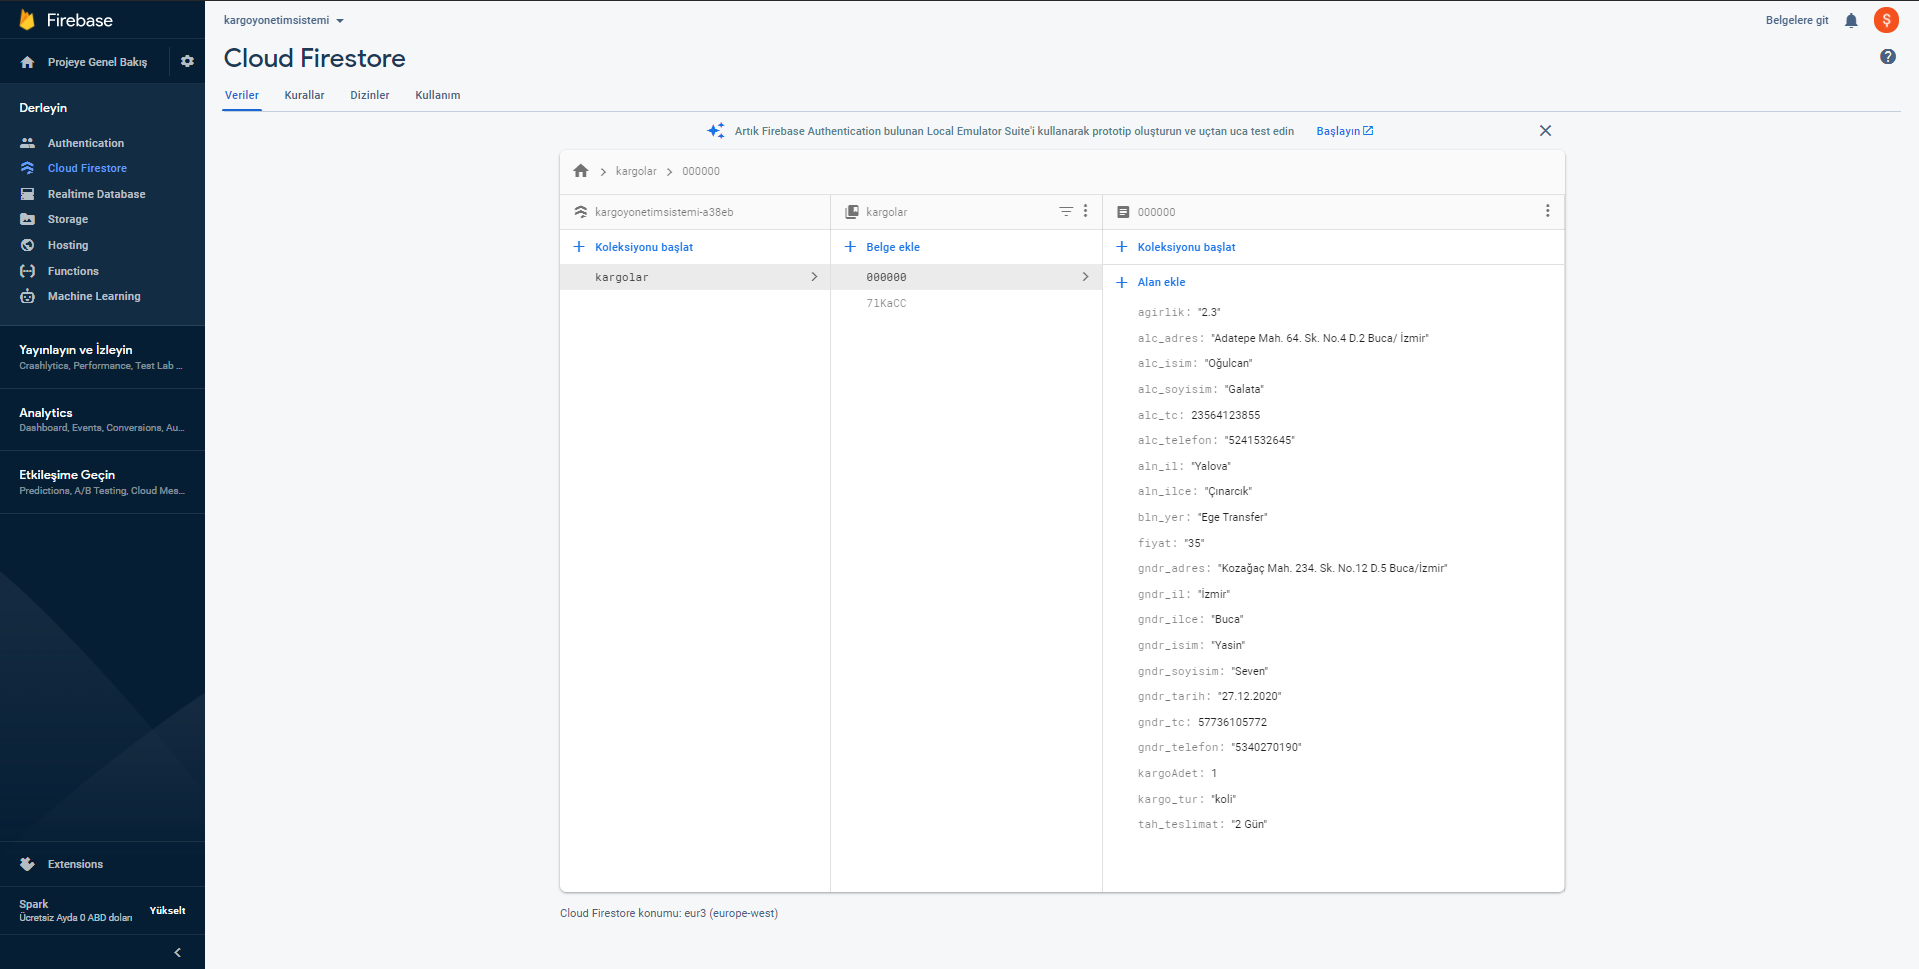 Firebase
Projeye Genel Bakış
Derleyin
Authentication
Cloud Firestore
Realtime Database
Storage
Hosting
Functions
Machine Learning
Yayınlayın ve İzleyin
Crashlytics, Performance, Test Lab ...
Analytics
Dashboard, Events, Conversions, Au...
Etkileşime Geçin
Predictions, A/B Testing, Cloud Mes...
Extensions
Spark
Ücretsiz Ayda 0 ABD doları
Yükselt
kargoyonetimsistemi
Belgelere git
Ş
Cloud Firestore
Veriler Kurallar Dizinler Kullanım
Artık Firebase Authentication bulunan Local Emulator Suite'i kullanarak prototip oluşturun ve uçtan uca test edin Başlayın
kargolar > 000000
kargoyonetimsistemi-a38eb
Koleksiyonu başlat
kargolar
kargolar
Belge ekle
000000
7lKaCC
000000
Koleksiyonu başlat
Alan ekle
agirlik: "2.3"
alc_adres: "Adatepe Mah. 64. Sk. No.4 D.2 Buca/ İzmir"
alc_isim: "Oğulcan"
alc_soyisim: "Galata"
alc_tc: 23564123855
alc_telefon: "5241532645"
aln_il: "Yalova"
aln_ilce: "Çınarcık"
bln_yer: "Ege Transfer"
fiyat: "35"
gndr_adres: "Kozağaç Mah. 234. Sk. No.12 D.5 Buca/İzmir"
gndr_il: "İzmir"
gndr_ilce: "Buca"
gndr_isim: "Yasin"
gndr_soyisim: "Seven"
gndr_tarih: "27.12.2020"
gndr_tc: 57736105772
gndr_telefon: "5340270190"
kargoAdet: 1
kargo_tur: "koli"
tah_teslimat: "2 Gün"
Cloud Firestore konumu: eur3 (europe-west)